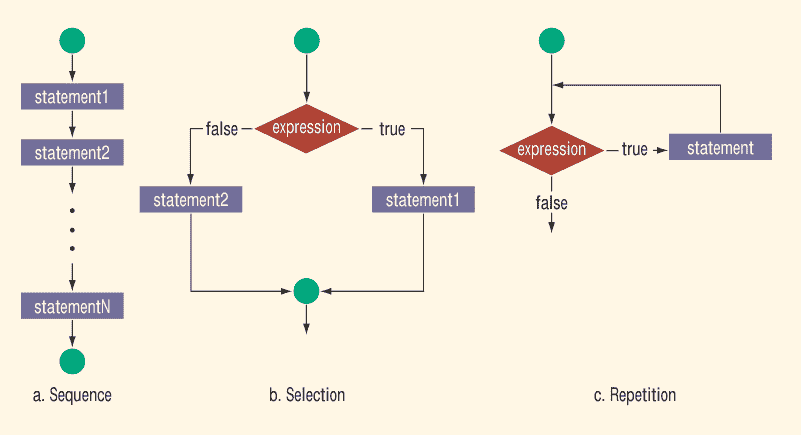 statement1
statement2
statementN
a. Sequence
expression
false
true
statement2
statement1
b. Selection
expression
true
statement
false
c. Repetition